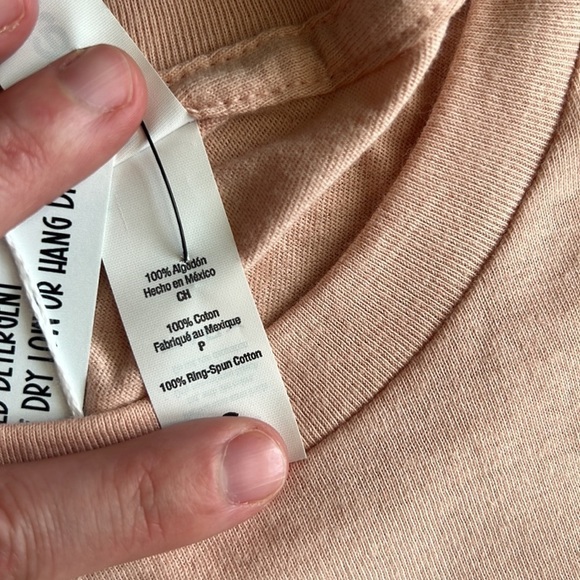 100% Algodón
Hecho en México
CH
100% Coton
Fabriqué au Mexique
P
100% Ring-Spun Cotton
DETERGENT
DRY LOW OR HANG